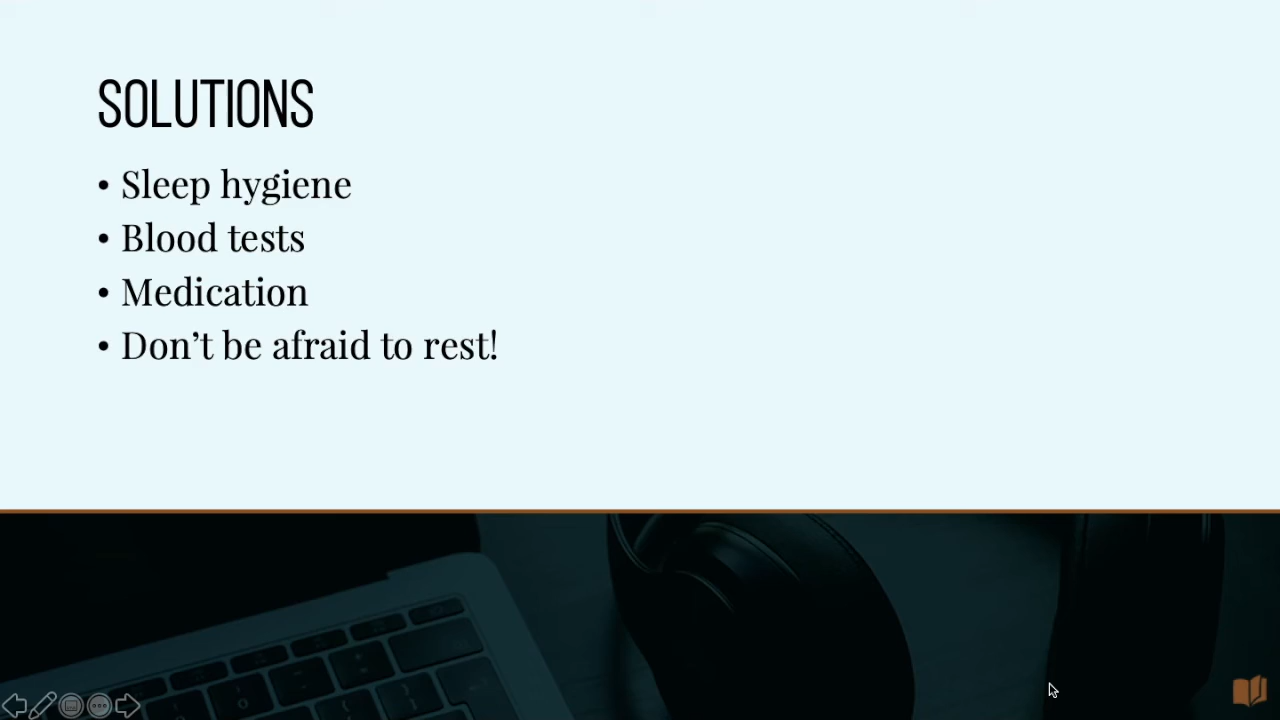 SOLUTIONS
• Sleep hygiene
• Blood tests
• Medication
• Don’t be afraid to rest!